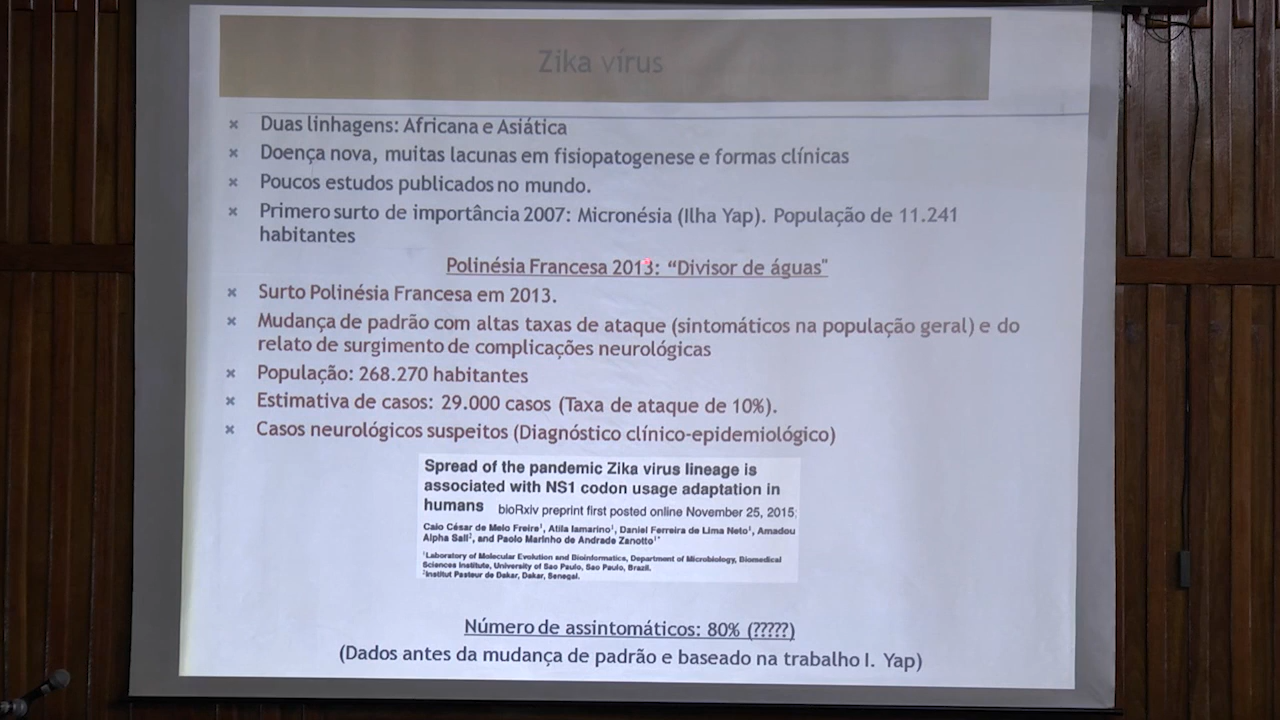 Zika vírus
Duas linhagens: Africana e Asiática
Doença nova, muitas lacunas em fisiopatogenese e formas clínicas
Poucos estudos publicados no mundo.
Primero surto de importância 2007: Micronésia (Ilha Yap). População de 11.241
habitantes
Polinésia Francesa 2013: “Divisor de águas"
Surto Polinésia Francesa em 2013.
Mudança de padrão com altas taxas de ataque (sintomáticos na população geral) e do
relato de surgimento de complicações neurológicas
População: 268.270 habitantes
Estimativa de casos: 29.000 casos (Taxa de ataque de 10%).
Casos neurológicos suspeitos (Diagnóstico clínico-epidemiológico)
Spread of the pandemic Zika virus lineage is
associated with NS1 codon usage adaptation in
humans bioRxiv preprint first posted online November 25, 2015;
Caio César de Melo Freire¹, Atila Iamarino¹, Daniel Ferreira de Lima Neto¹, Amadou
Alpha Sall², and Paolo Marinho de Andrade Zanotto¹*
¹Laboratory of Molecular Evolution and Bioinformatics, Department of Microbiology, Biomedical
Sciences Institute, University of Sao Paulo, Sao Paulo, Brazil.
²Institut Pasteur de Dakar, Dakar, Senegal.
Número de assintomáticos: 80% (?????)
(Dados antes da mudança de padrão e baseado na trabalho I. Yap)